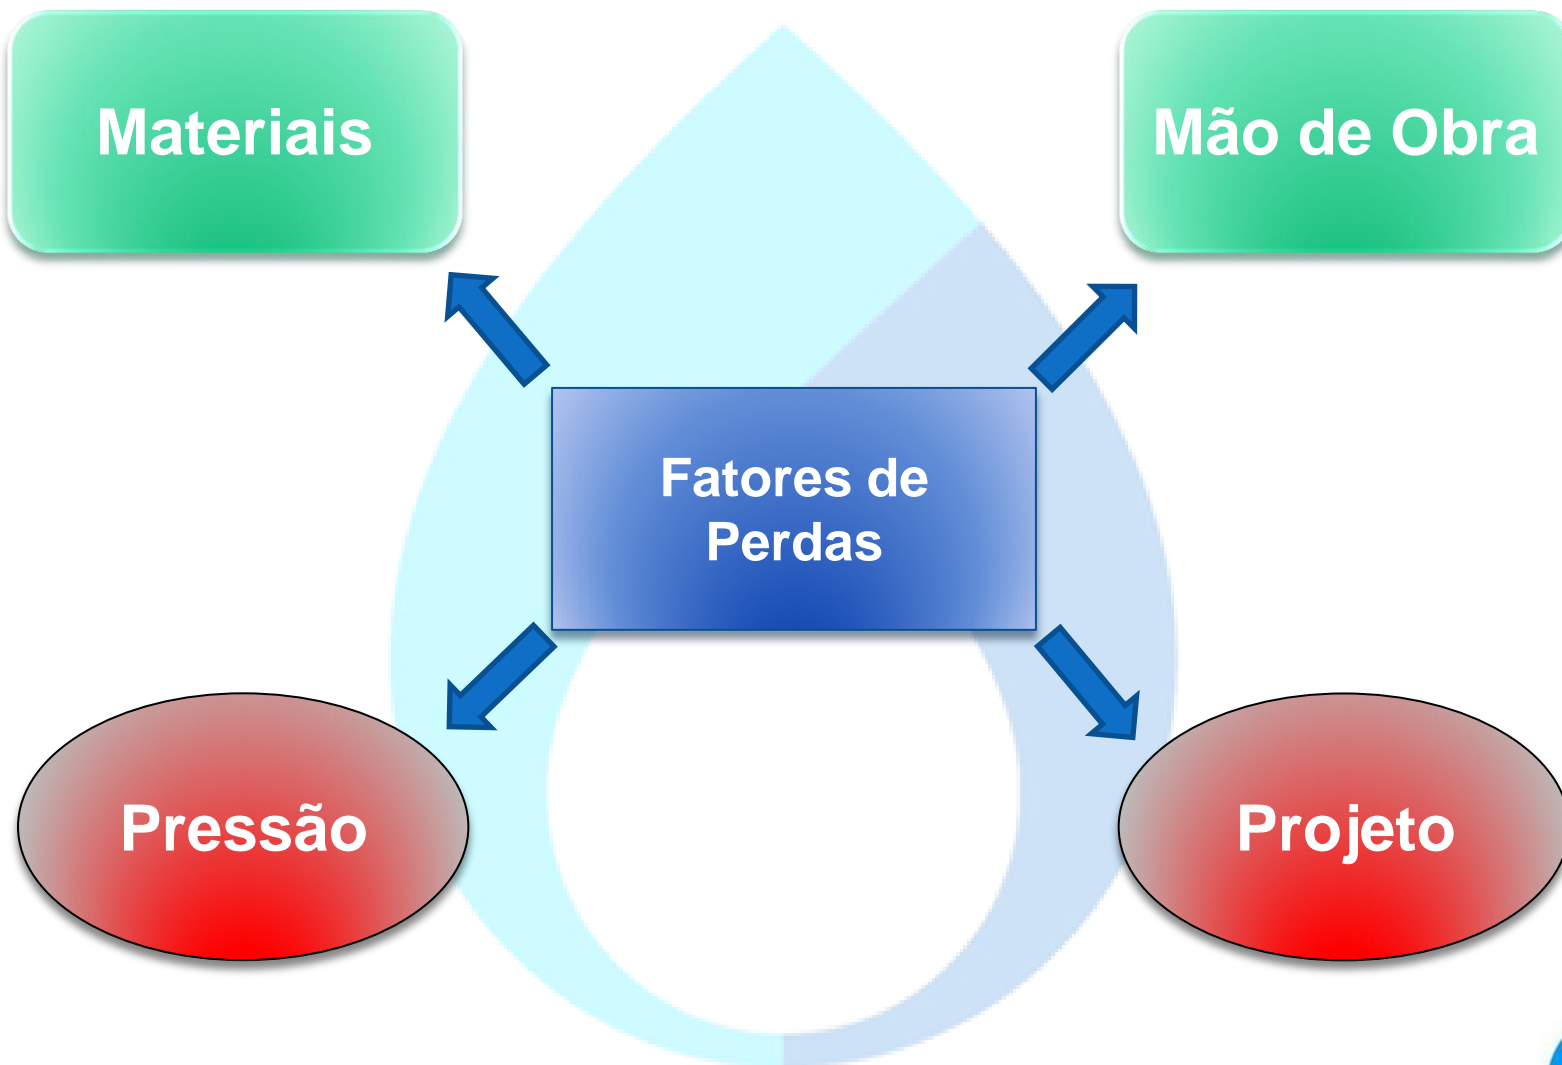 Materiais
Mão de Obra
Fatores de
Perdas
Pressão
Projeto